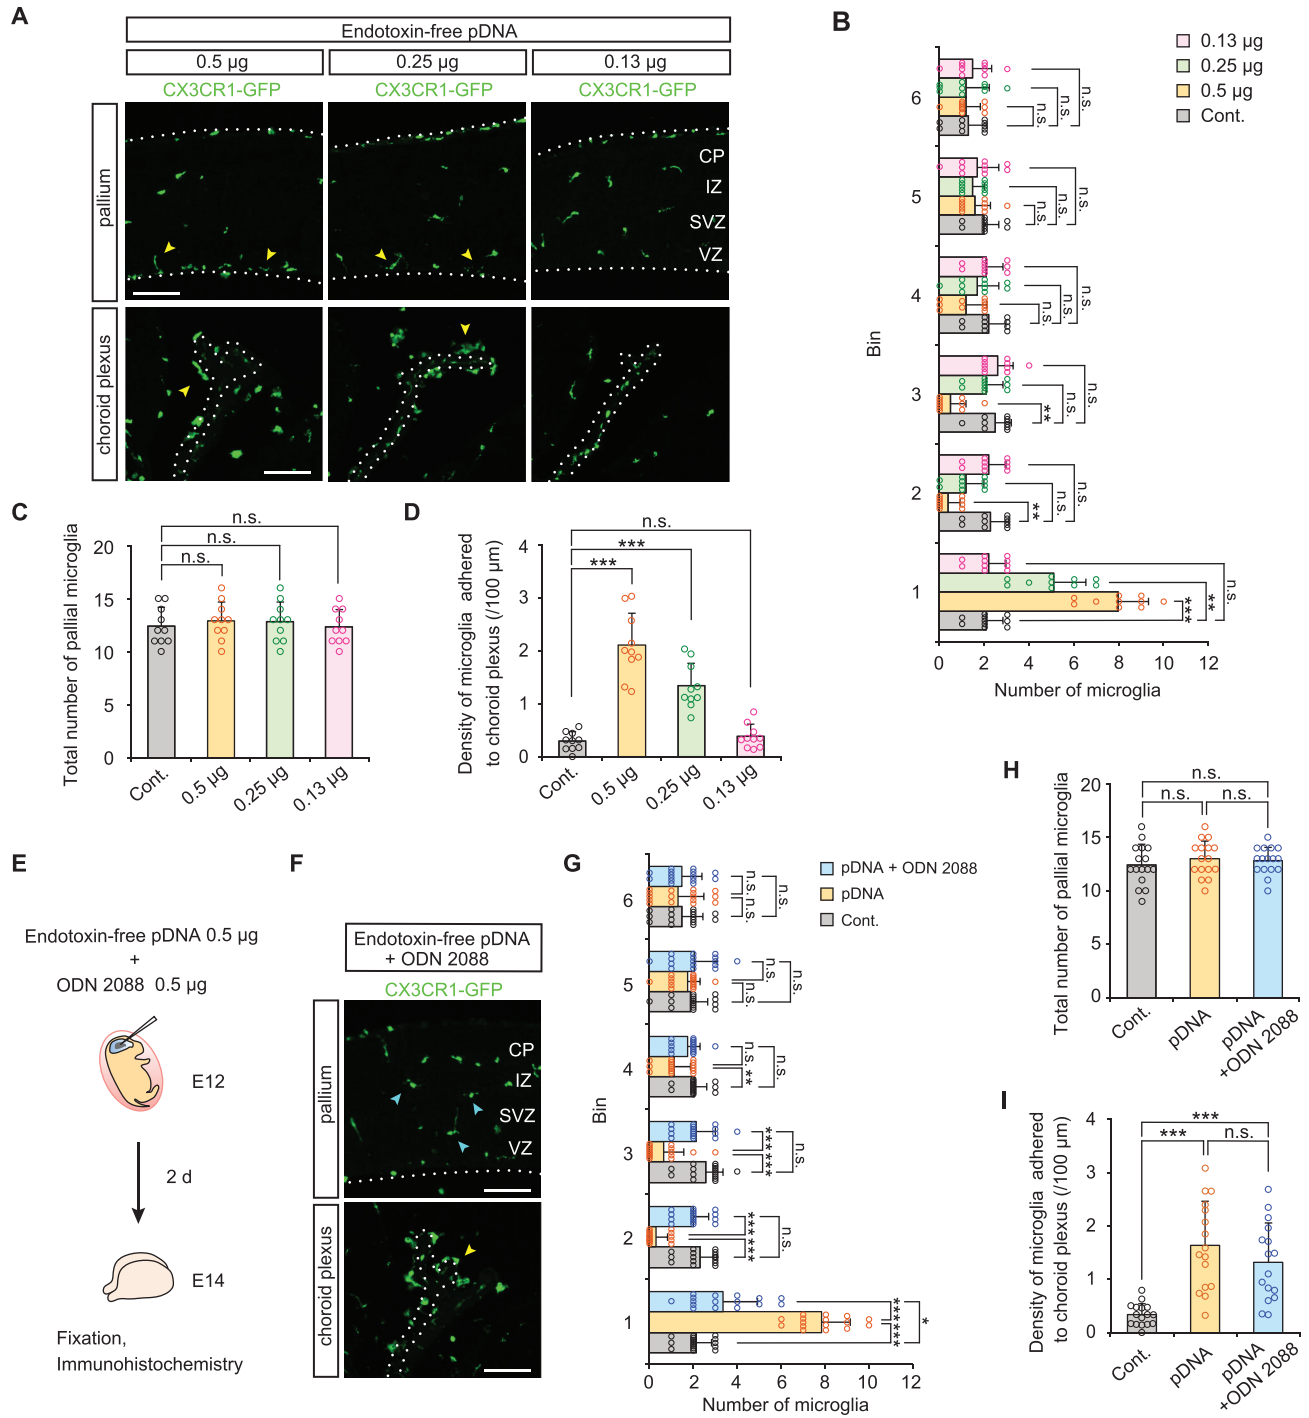 A
Endotoxin-free pDNA
0.5 µg
0.25 µg
0.13 µg
CX3CR1-GFP
CX3CR1-GFP
CX3CR1-GFP
pallium
CP
IZ
SVZ
VZ
choroid plexus
B
0.13 µg
0.25 µg
0.5 µg
Cont.
Bin
6
n.s.
n.s.
n.s.
5
n.s.
n.s.
n.s.
4
n.s.
n.s.
n.s.
3
**
n.s.
n.s.
2
**
n.s.
n.s.
1
***
**
n.s.
0 2 4 6 8 10 12
Number of microglia
C
Total number of pallial microglia
n.s.
n.s.
n.s.
20
15
10
5
0
Cont.
0.5 µg
0.25 µg
0.13 µg
D
Density of microglia adhered
to choroid plexus (/100 µm)
n.s.
***
***
4
3
2
1
0
Cont.
0.5 µg
0.25 µg
0.13 µg
E
Endotoxin-free pDNA 0.5 µg
+
ODN 2088 0.5 µg
E12
2 d
E14
Fixation,
Immunohistochemistry
F
Endotoxin-free pDNA
+ ODN 2088
CX3CR1-GFP
pallium
CP
IZ
SVZ
VZ
choroid plexus
G
pDNA + ODN 2088
pDNA
Cont.
Bin
6
n.s.
n.s.
n.s.
5
n.s.
n.s.
n.s.
4
n.s.
**
n.s.
3
***
***
n.s.
2
***
***
n.s.
1
***
***
*
0 2 4 6 8 10 12
Number of microglia
H
Total number of pallial microglia
n.s.
n.s.
n.s.
20
15
10
5
0
Cont.
pDNA
pDNA
+ODN 2088
I
Density of microglia adhered
to choroid plexus (/100 µm)
***
***
n.s.
4
3
2
1
0
Cont.
pDNA
pDNA
+ODN 2088